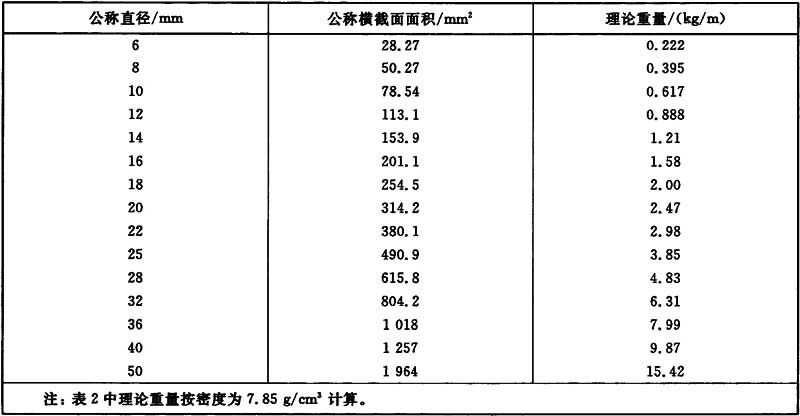 公称直径/mm 公称横截面面积/mm² 理论重量/(kg/m)
6 28.27 0.222
8 50.27 0.395
10 78.54 0.617
12 113.1 0.888
14 153.9 1.21
16 201.1 1.58
18 254.5 2.00
20 314.2 2.47
22 380.1 2.98
25 490.9 3.85
28 615.8 4.83
32 804.2 6.31
36 1 018 7.99
40 1 257 9.87
50 1 964 15.42
注：表2中理论重量按密度为7.85 g/cm³ 计算。